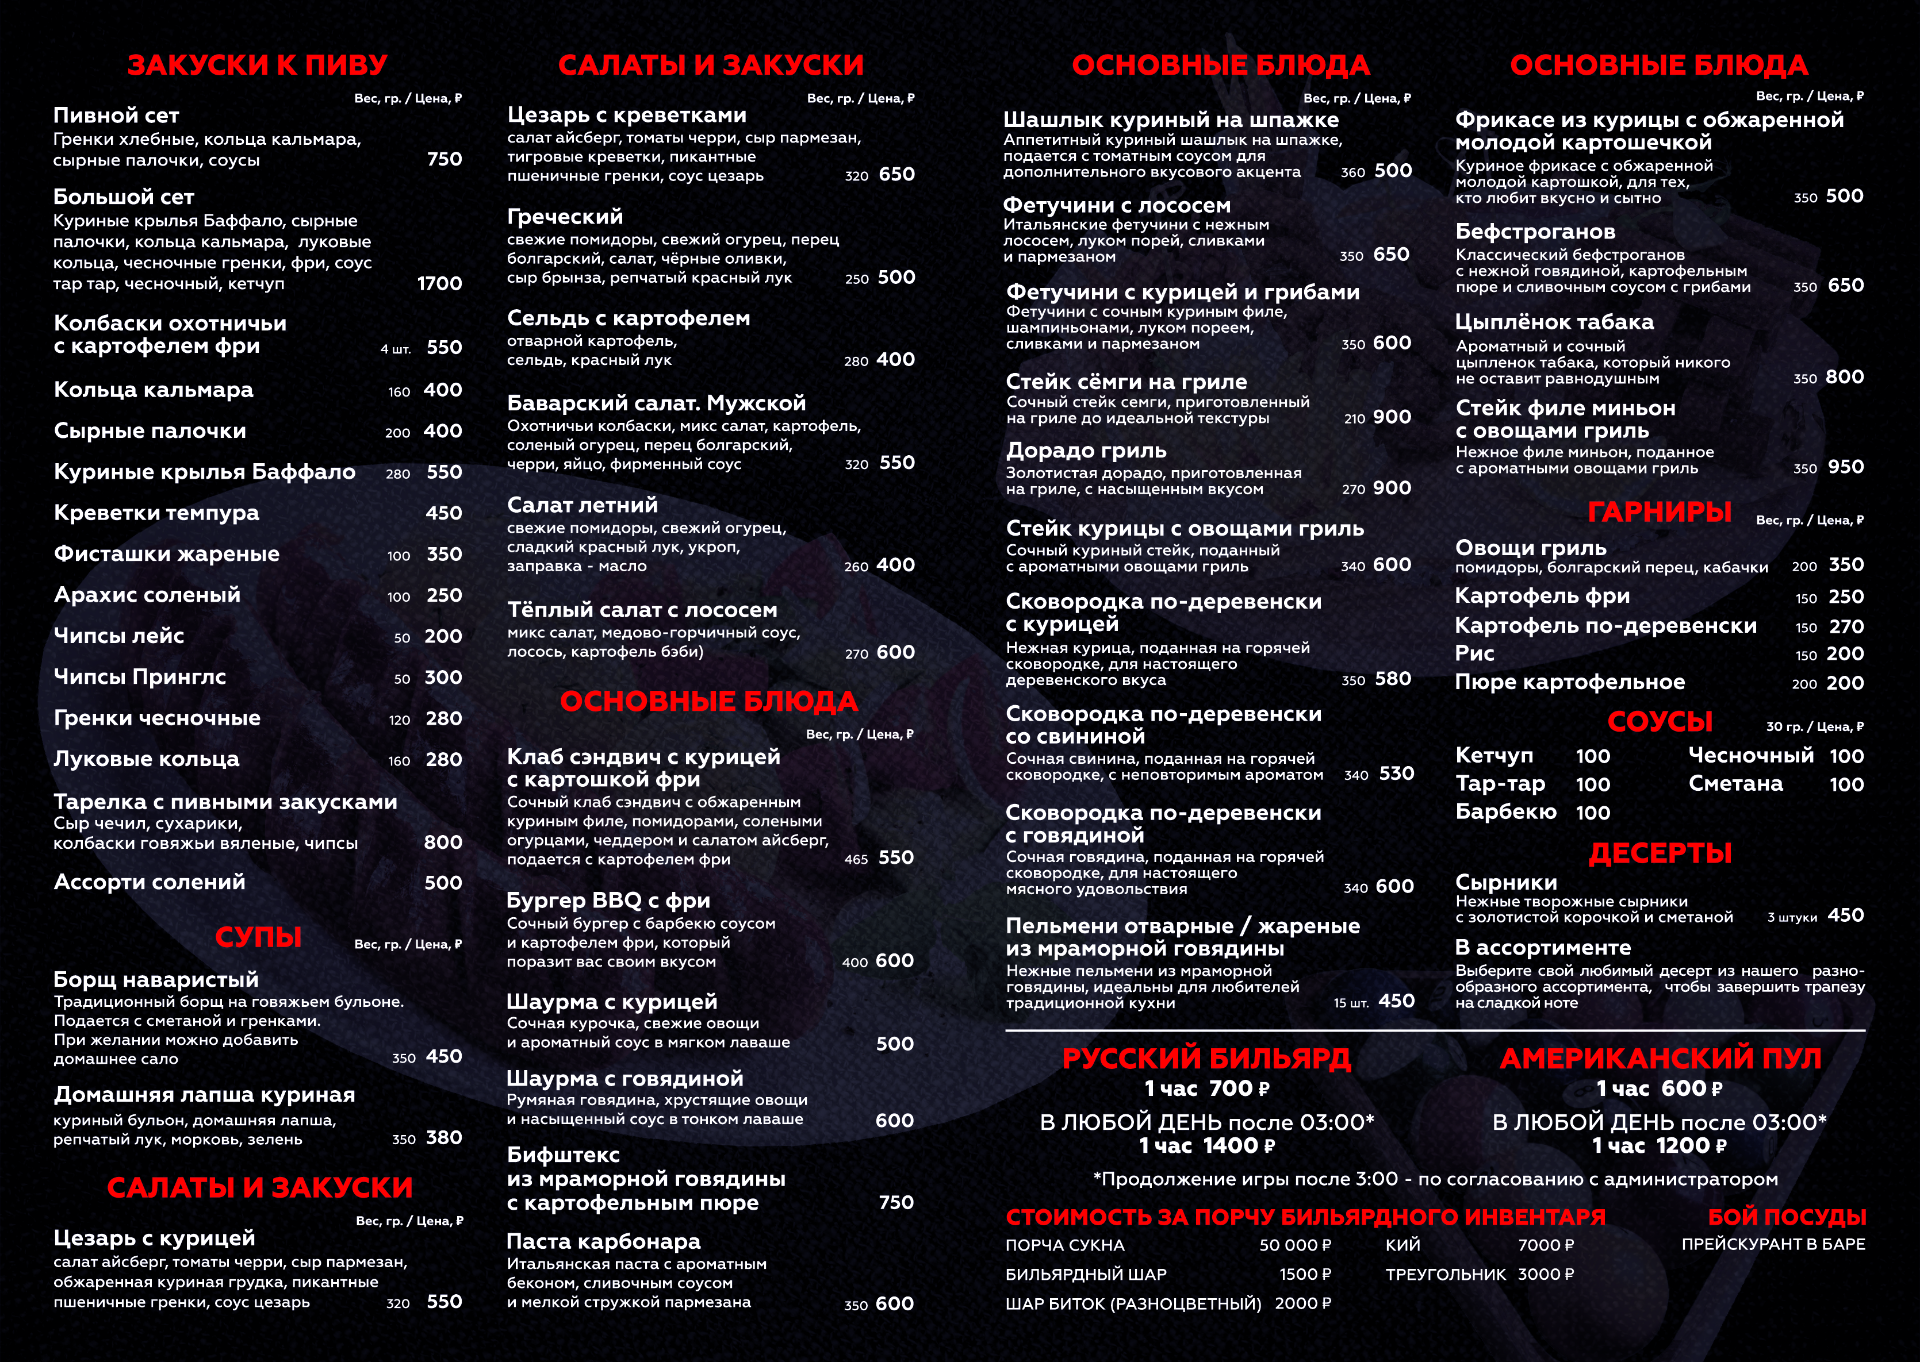 ЗАКУСКИ К ПИВУ
Вес, гр. / Цена, ₽
Пивной сет
Гренки хлебные, кольца кальмара,
сырные палочки, соусы 750
Большой сет
Куриные крылья Баффало, сырные
палочки, кольца кальмара, луковые
кольца, чесночные гренки, фри, соус
тар тар, чесночный, кетчуп 1700
Колбаски охотничьи
с картофелем фри 4 шт. 550
Кольца кальмара 160 400
Сырные палочки 200 400
Куриные крылья Баффало 280 550
Креветки темпура 450
Фисташки жареные 100 350
Арахис соленый 100 250
Чипсы лейс 50 200
Чипсы Принглс 50 300
Гренки чесночные 120 280
Луковые кольца 160 280
Тарелка с пивными закусками
Сыр чечил, сухарики,
колбаски говяжьи вяленые, чипсы 800
Ассорти солений 500
СУПЫ Вес, гр. / Цена, ₽
Борщ наваристый
Традиционный борщ на говяжьем бульоне.
Подается с сметаной и гренками.
При желании можно добавить
домашнее сало 350 450
Домашняя лапша куриная
куриный бульон, домашняя лапша,
репчатый лук, морковь, зелень 350 380
САЛАТЫ И ЗАКУСКИ
Вес, гр. / Цена, ₽
Цезарь с курицей
салат айсберг, томаты черри, сыр пармезан,
обжаренная куриная грудка, пикантные
пшеничные гренки, соус цезарь 320 550
САЛАТЫ И ЗАКУСКИ
Вес, гр. / Цена, ₽
Цезарь с креветками
салат айсберг, томаты черри, сыр пармезан,
тигровые креветки, пикантные
пшеничные гренки, соус цезарь 320 650
Греческий
свежие помидоры, свежий огурец, перец
болгарский, салат, чёрные оливки,
сыр брынза, репчатый красный лук 250 500
Сельдь с картофелем
отварной картофель,
сельдь, красный лук 280 400
Баварский салат. Мужской
Охотничьи колбаски, микс салат, картофель,
соленый огурец, перец болгарский,
черри, яйцо, фирменный соус 320 550
Салат летний
свежие помидоры, свежий огурец,
сладкий красный лук, укроп,
заправка - масло 260 400
Тёплый салат с лососем
микс салат, медово-горчичный соус,
лосось, картофель бэби) 270 600
ОСНОВНЫЕ БЛЮДА
Вес, гр. / Цена, ₽
Клаб сэндвич с курицей
с картошкой фри
Сочный клаб сэндвич с обжаренным
куриным филе, помидорами, солеными
огурцами, чеддером и салатом айсберг,
подается с картофелем фри 465 550
Бургер BBQ с фри
Сочный бургер с барбекю соусом
и картофелем фри, который
поразит вас своим вкусом 400 600
Шаурма с курицей
Сочная курочка, свежие овощи
и ароматный соус в мягком лаваше 500
Шаурма с говядиной
Румяная говядина, хрустящие овощи
и насыщенный соус в тонком лаваше 600
Бифштекс
из мраморной говядины
с картофельным пюре 750
Паста карбонара
Итальянская паста с ароматным
беконом, сливочным соусом
и мелкой стружкой пармезана 350 600
ОСНОВНЫЕ БЛЮДА
Вес, гр. / Цена, ₽
Шашлык куриный на шпажке
Аппетитный куриный шашлык на шпажке,
подается с томатным соусом для
дополнительного вкусового акцента 360 500
Фетучини с лососем
Итальянские фетучини с нежным
лососем, луком порей, сливками
и пармезаном 350 650
Фетучини с курицей и грибами
Фетучини с сочным куриным филе,
шампиньонами, луком пореем,
сливками и пармезаном 350 600
Стейк сёмги на гриле
Сочный стейк семги, приготовленный
на гриле до идеальной текстуры 210 900
Дорадо гриль
Золотистая дорадо, приготовленная
на гриле, с насыщенным вкусом 270 900
Стейк курицы с овощами гриль
Сочный куриный стейк, поданный
с ароматными овощами гриль 340 600
Сковородка по-деревенски
с курицей
Нежная курица, поданная на горячей
сковородке, для настоящего
деревенского вкуса 350 580
Сковородка по-деревенски
со свининой
Сочная свинина, поданная на горячей
сковородке, с неповторимым ароматом 340 530
Сковородка по-деревенски
с говядиной
Сочная говядина, поданная на горячей
сковородке, для настоящего
мясного удовольствия 340 600
Пельмени отварные / жареные
из мраморной говядины
Нежные пельмени из мраморной
говядины, идеальны для любителей
традиционной кухни 15 шт. 450
ОСНОВНЫЕ БЛЮДА
Вес, гр. / Цена, ₽
Фрикасе из курицы с обжаренной
молодой картошечкой
Куриное фрикасе с обжаренной
молодой картошкой, для тех,
кто любит вкусно и сытно 350 500
Бефстроганов
Классический бефстроганов
с нежной говядиной, картофельным
пюре и сливочным соусом с грибами 350 650
Цыплёнок табака
Ароматный и сочный
цыпленок табака, который никого
не оставит равнодушным 350 800
Стейк филе миньон
с овощами гриль
Нежное филе миньон, поданное
с ароматными овощами гриль 350 950
ГАРНИРЫ Вес, гр. / Цена, ₽
Овощи гриль
помидоры, болгарский перец, кабачки 200 350
Картофель фри 150 250
Картофель по-деревенски 150 270
Рис 150 200
Пюре картофельное 200 200
СОУСЫ 30 гр. / Цена, ₽
Кетчуп 100 Чесночный 100
Тар-тар 100 Сметана 100
Барбекю 100
ДЕСЕРТЫ
Сырники
Нежные творожные сырники
с золотистой корочкой и сметаной 3 штуки 450
В ассортименте
Выберите свой любимый десерт из нашего разно-
образного ассортимента, чтобы завершить трапезу
на сладкой ноте
РУССКИЙ БИЛЬЯРД
1 час 700 ₽
В ЛЮБОЙ ДЕНЬ после 03:00*
1 час 1400 ₽
АМЕРИКАНСКИЙ ПУЛ
1 час 600 ₽
В ЛЮБОЙ ДЕНЬ после 03:00*
1 час 1200 ₽
*Продолжение игры после 3:00 - по согласованию с администратором
СТОИМОСТЬ ЗА ПОРЧУ БИЛЬЯРДНОГО ИНВЕНТАРЯ
ПОРЧА СУКНА 50 000 ₽ КИЙ 7000 ₽
БИЛЬЯРДНЫЙ ШАР 1500 ₽ ТРЕУГОЛЬНИК 3000 ₽
ШАР БИТОК (РАЗНОЦВЕТНЫЙ) 2000 ₽
БОЙ ПОСУДЫ
ПРЕЙСКУРАНТ В БАРЕ